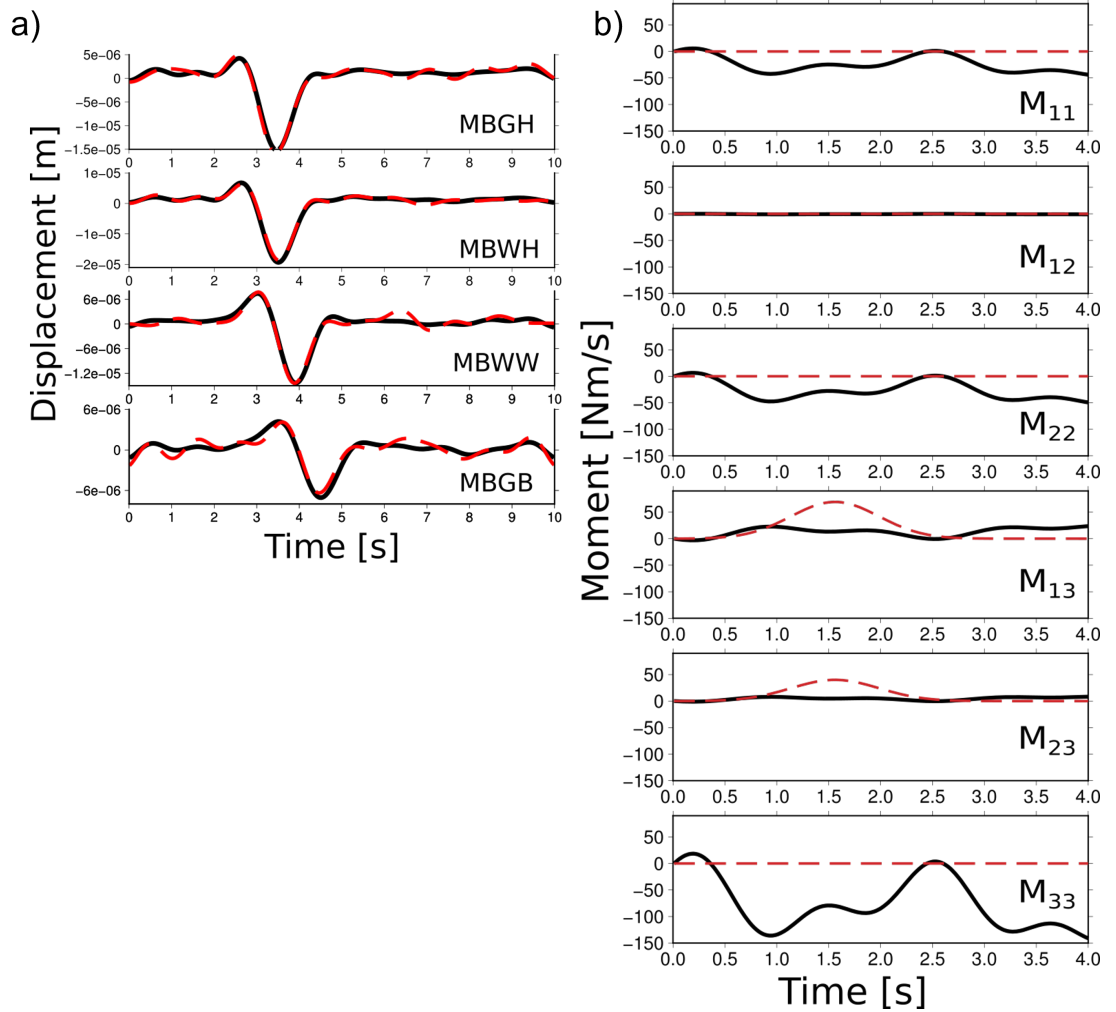 a)
Displacement [m]
5e−06
0
−5e−06
−1e−05
−1.5e−05
MBGH
0 1 2 3 4 5 6 7 8 9 10
1e−05
0
−1e−05
−2e−05
MBWH
0 1 2 3 4 5 6 7 8 9 10
6e−06
0
−6e−06
−1.2e−05
MBWW
0 1 2 3 4 5 6 7 8 9 10
6e−06
0
−6e−06
MBGB
0 1 2 3 4 5 6 7 8 9 10
Time [s]
b)
Moment [Nm/s]
50
0
−50
−100
−150
M11
0.0 0.5 1.0 1.5 2.0 2.5 3.0 3.5 4.0
50
0
−50
−100
−150
M12
0.0 0.5 1.0 1.5 2.0 2.5 3.0 3.5 4.0
50
0
−50
−100
−150
M22
0.0 0.5 1.0 1.5 2.0 2.5 3.0 3.5 4.0
50
0
−50
−100
−150
M13
0.0 0.5 1.0 1.5 2.0 2.5 3.0 3.5 4.0
50
0
−50
−100
−150
M23
0.0 0.5 1.0 1.5 2.0 2.5 3.0 3.5 4.0
50
0
−50
−100
−150
M33
0.0 0.5 1.0 1.5 2.0 2.5 3.0 3.5 4.0
Time [s]